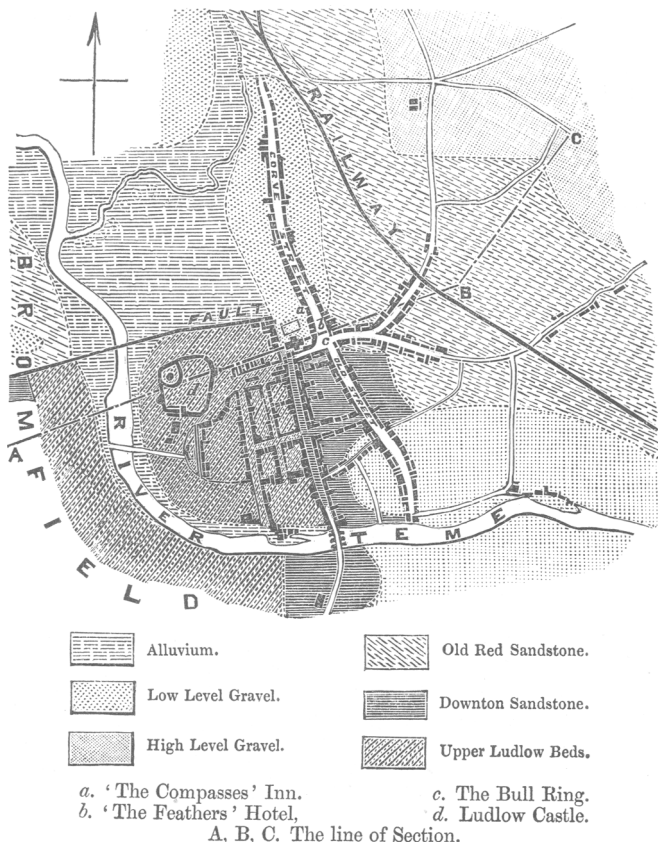 CORVE
RAILWAY
C
BROMFIELD
FAULT
B
a
b
c
A
RIVER TEME
Alluvium.
Low Level Gravel.
High Level Gravel.
Old Red Sandstone.
Downton Sandstone.
Upper Ludlow Beds.
a. ‘The Compasses’ Inn.
b. ‘The Feathers’ Hotel,
c. The Bull Ring.
d. Ludlow Castle.
A, B, C. The line of Section.